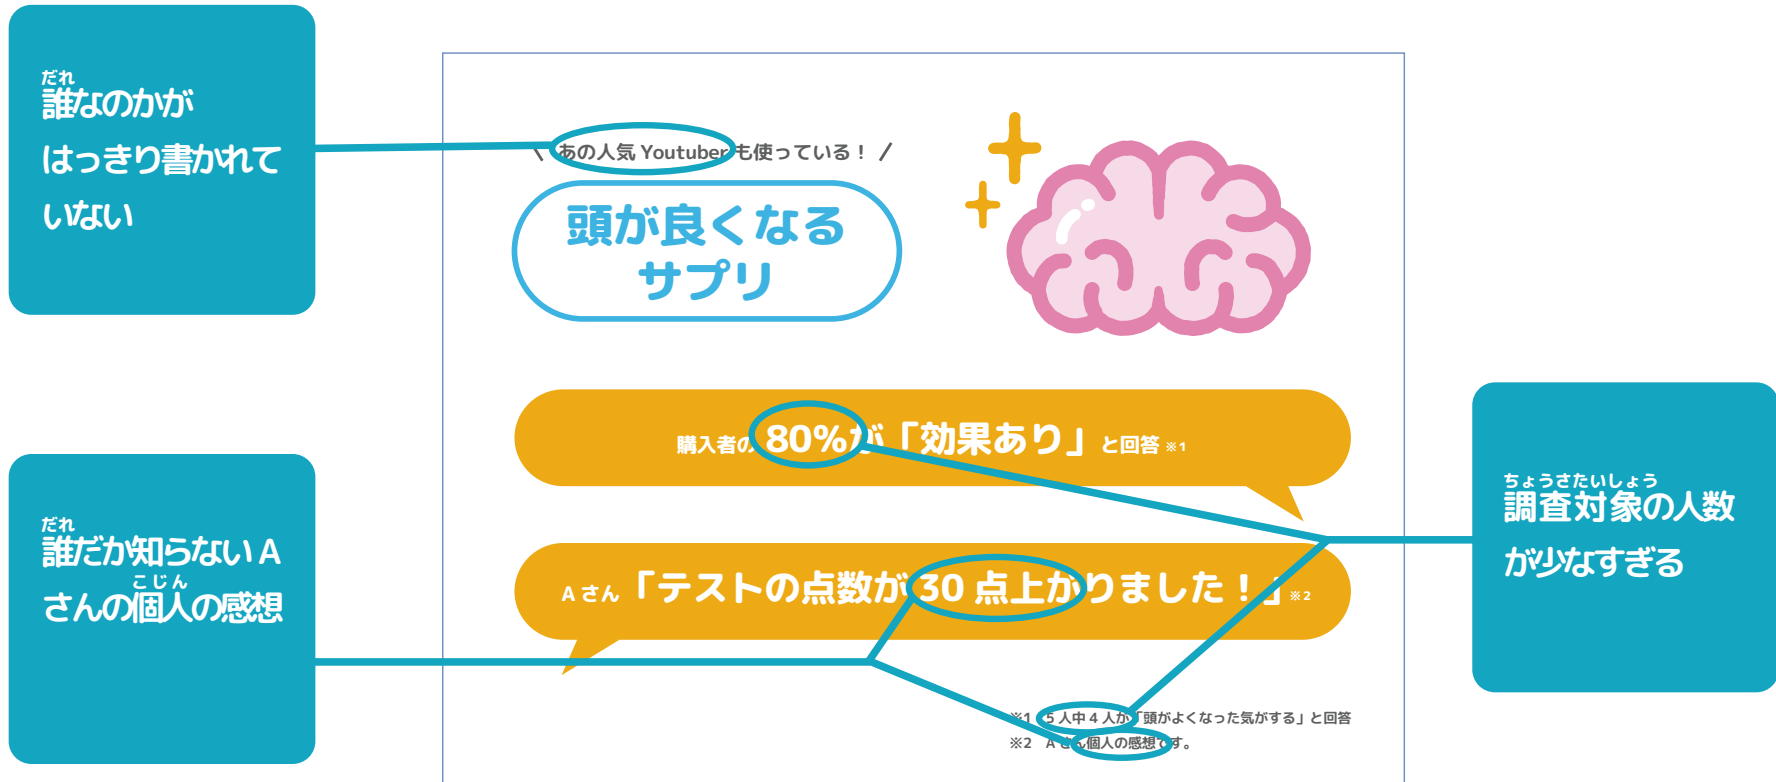 だれ
誰なのかが
はっきり書かれて
いない
\ あの人気 Youtuber も使っている！ /
頭が良くなる
サプリ
購入者の 80%が「効果あり」と回答 ※1
だれ
誰だか知らない A
こじん
さんの個人の感想
A さん「テストの点数が 30 点上がりました！」※2
ちょうさたいしょう
調査対象の人数
が少なすぎる
※1 5 人中 4 人が「頭がよくなった気がする」と回答
※2 A さん個人の感想です。